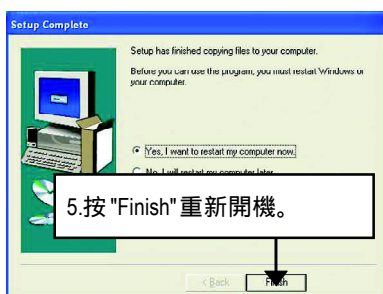 Setup Complete
Setup has finished copying files to your computer.
Before you can use the program, you must restart Windows or
your computer.
Yes, I want to restart my computer now.
No, I will restart my computer later.
5.按"Finish"重新開機。
< Back
Finish